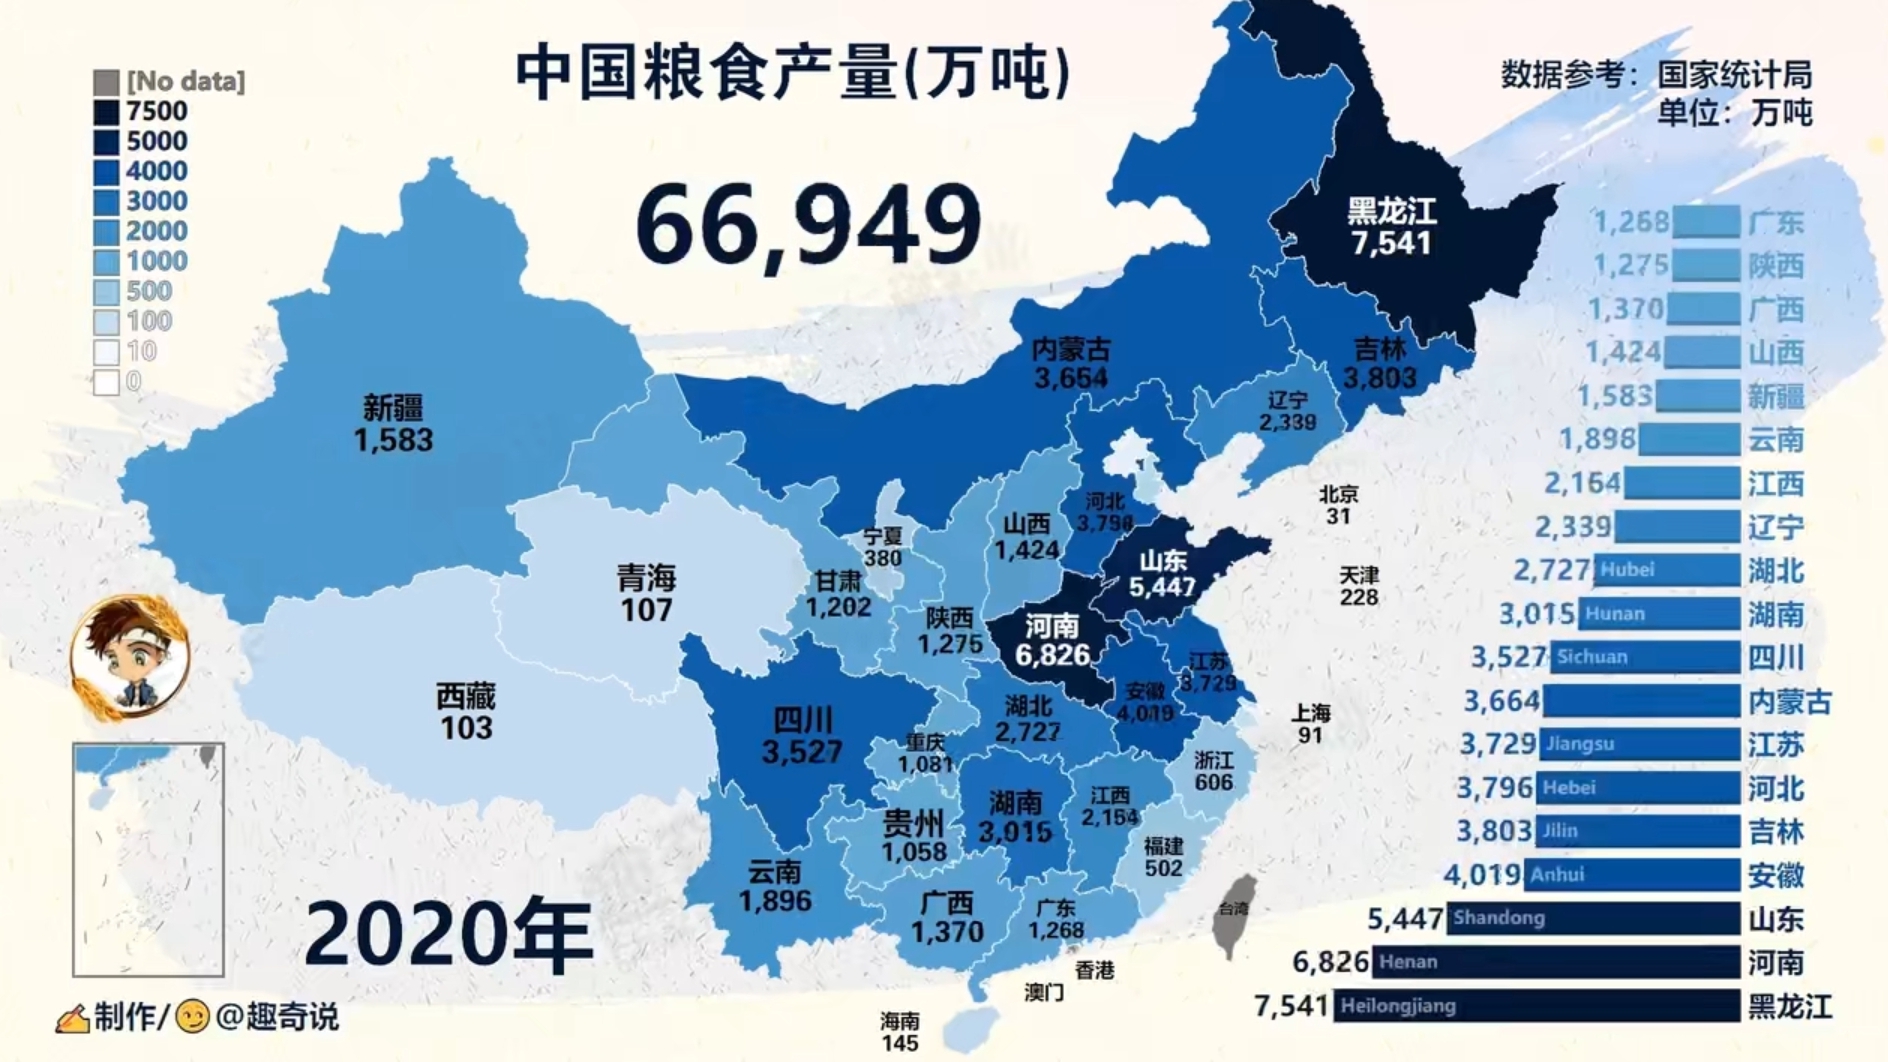 中国粮食产量(万吨)
66,949
数据参考：国家统计局
单位：万吨
[No data]
7500
5000
4000
3000
2000
1000
500
100
10
0
黑龙江
7,541
内蒙古
3,664
吉林
3,803
辽宁
2,339
新疆
1,583
北京
31
天津
228
河北
3,796
山西
1,424
宁夏
380
山东
5,447
青海
107
甘肃
1,202
陕西
1,275
河南
6,826
江苏
3,729
安徽
4,019
西藏
103
四川
3,527
湖北
2,727
重庆
1,081
上海
91
浙江
606
湖南
3,015
江西
2,164
贵州
1,058
福建
502
云南
1,896
广西
1,370
广东
1,268
台湾
香港
澳门
海南
145
2020年
制作/@趣奇说
1,268 广东
1,275 陕西
1,370 广西
1,424 山西
1,583 新疆
1,896 云南
2,164 江西
2,339 辽宁
2,727 Hubei 湖北
3,015 Hunan 湖南
3,527 Sichuan 四川
3,664 内蒙古
3,729 Jiangsu 江苏
3,796 Hebei 河北
3,803 Jilin 吉林
4,019 Anhui 安徽
5,447 Shandong 山东
6,826 Henan 河南
7,541 Heilongjiang 黑龙江